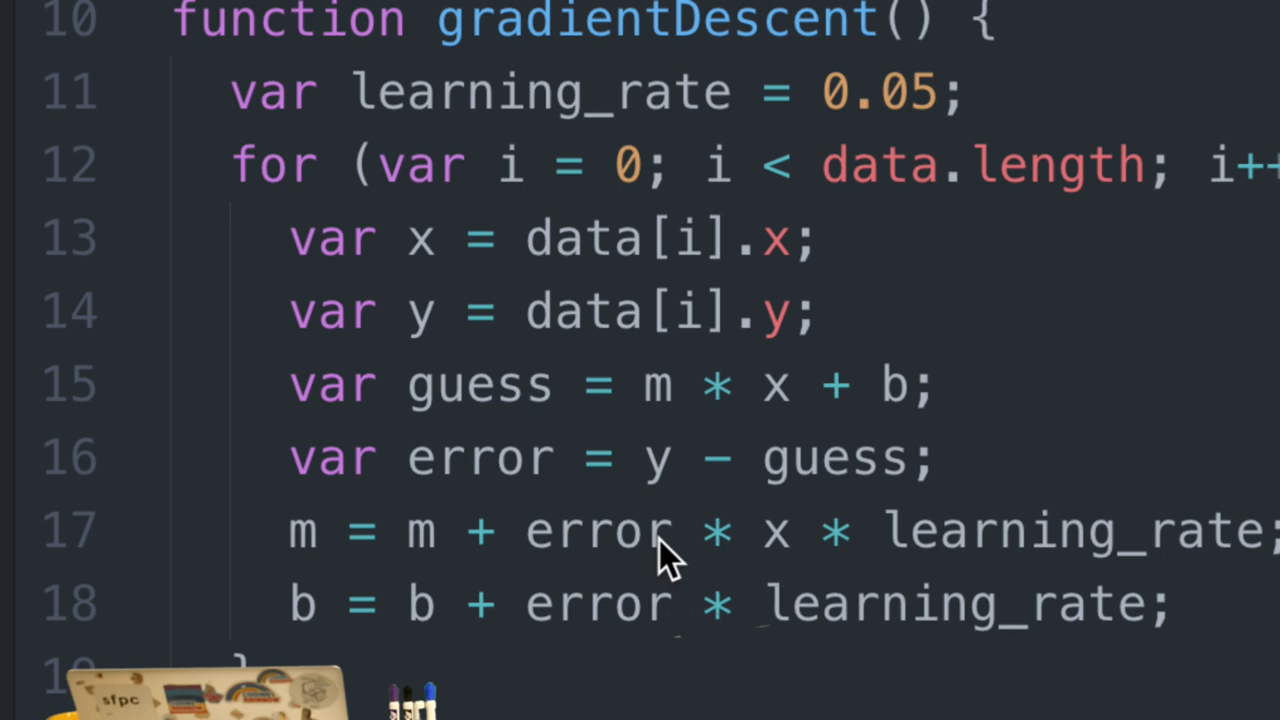 10 function gradientDescent() {
11 var learning_rate = 0.05;
12 for (var i = 0; i < data.length; i++
13 var x = data[i].x;
14 var y = data[i].y;
15 var guess = m * x + b;
16 var error = y - guess;
17 m = m + error * x * learning_rate;
18 b = b + error * learning_rate;
19 }
sfpc